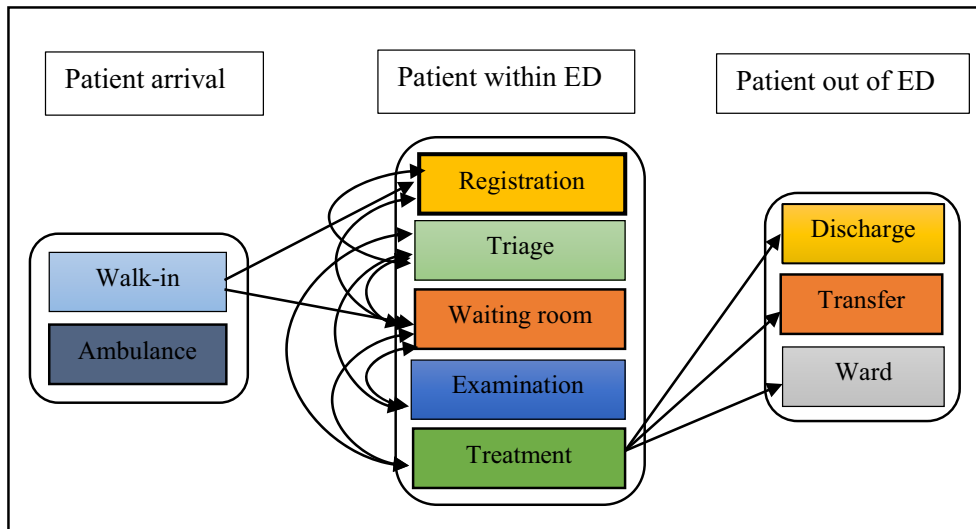 Patient arrival
Patient within ED
Patient out of ED
Walk-in
Ambulance
Registration
Triage
Waiting room
Examination
Treatment
Discharge
Transfer
Ward